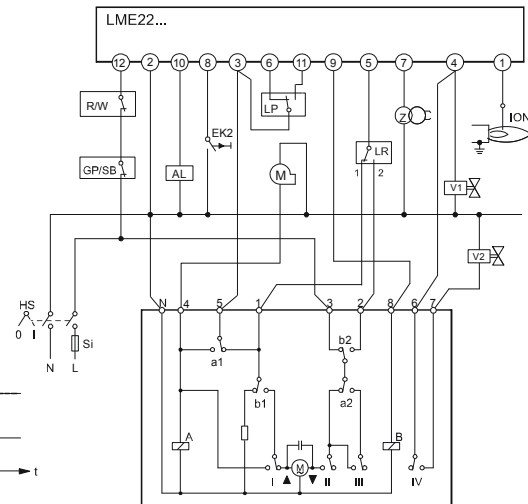 LME22...
12 2 10 8 3 6 11 9 5 7 4 1
R/W
LP
Z
ION
EK2
GP/SB
AL
M
LR
1 2
V1
V2
HS
0 I
Si
N L
N 4 5 1 3 2 8 6 7
a1
b2
b1
a2
A
B
I M II III IV
t